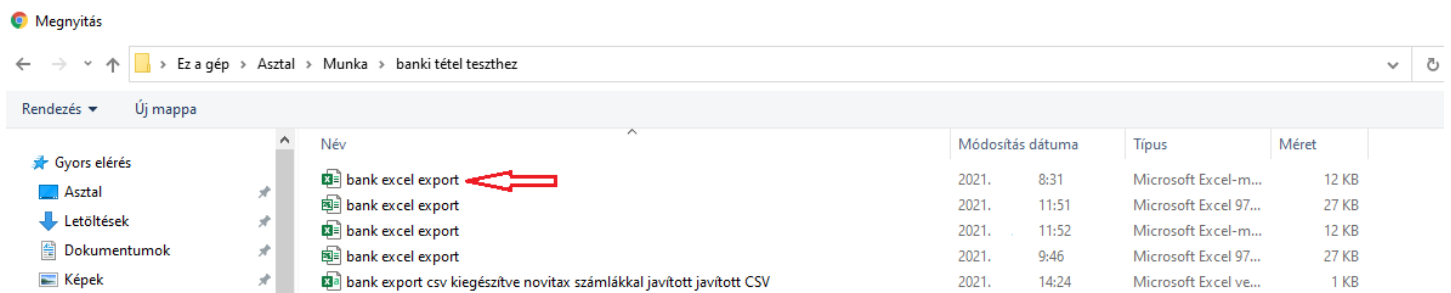 Megnyitás
Ez a gép › Asztal › Munka › banki tétel teszthez
Rendezés Új mappa
Név Módosítás dátuma Típus Méret
Gyors elérés
Asztal
Letöltések
Dokumentumok
Képek
bank excel export 2021. 8:31 Microsoft Excel-m... 12 KB
bank excel export 2021. 11:51 Microsoft Excel 97... 27 KB
bank excel export 2021. 11:52 Microsoft Excel-m... 12 KB
bank excel export 2021. 9:46 Microsoft Excel 97... 27 KB
bank export csv kiegészítve novitax számlákkal javított javított CSV 2021. 14:24 Microsoft Excel ve... 1 KB